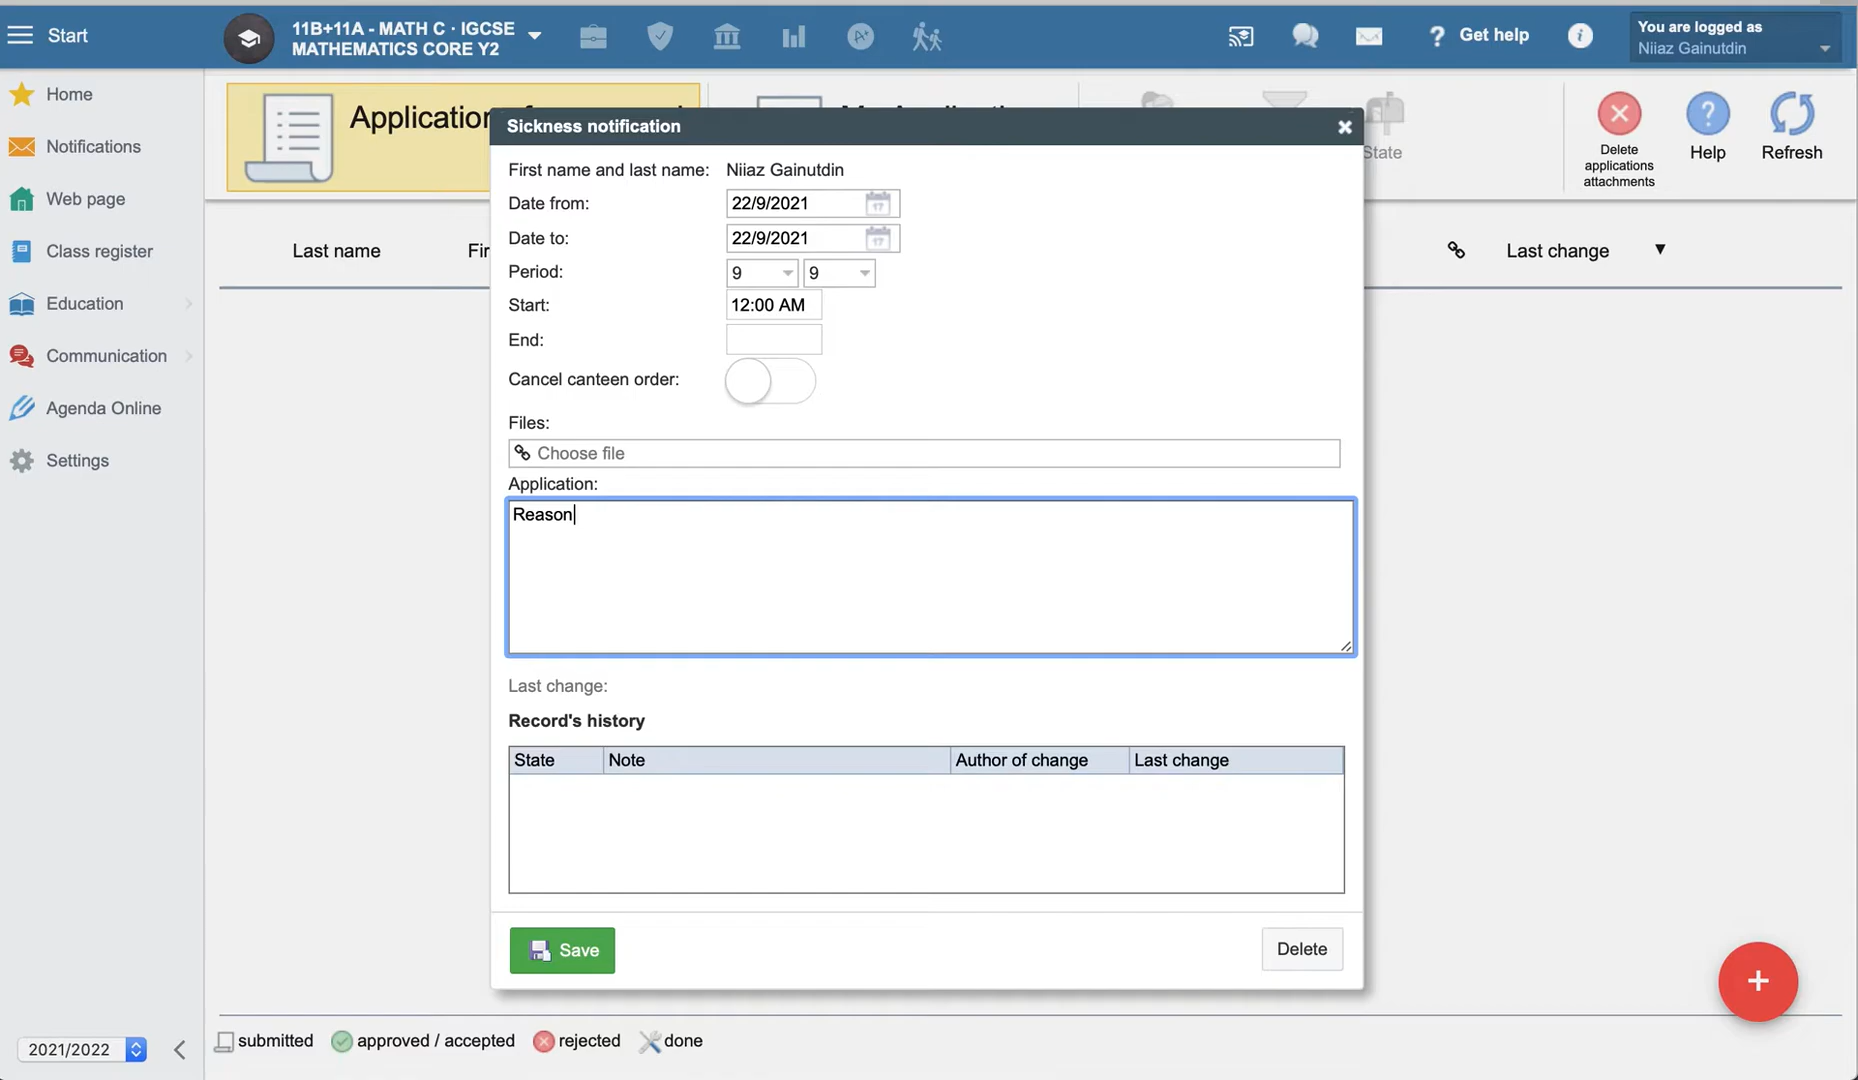 Start
11B+11A - MATH C · IGCSE
MATHEMATICS CORE Y2
Get help
You are logged as
Niiaz Gainutdin
Home
Notifications
Web page
Class register
Education
Communication
Agenda Online
Settings
2021/2022
State
Delete
applications
attachments
Help
Refresh
Last name
Last change
Sickness notification
First name and last name: Niiaz Gainutdin
Date from: 22/9/2021
Date to: 22/9/2021
Period: 9 9
Start: 12:00 AM
End:
Cancel canteen order:
Files:
Choose file
Application:
Reason
Last change:
Record's history
State Note Author of change Last change
Save
Delete
+
submitted approved / accepted rejected done